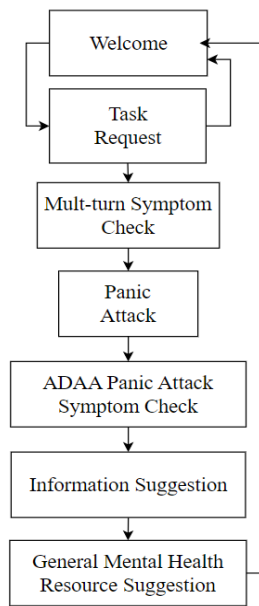 Welcome
Task
Request
Mult-turn Symptom
Check
Panic
Attack
ADAA Panic Attack
Symptom Check
Information Suggestion
General Mental Health
Resource Suggestion